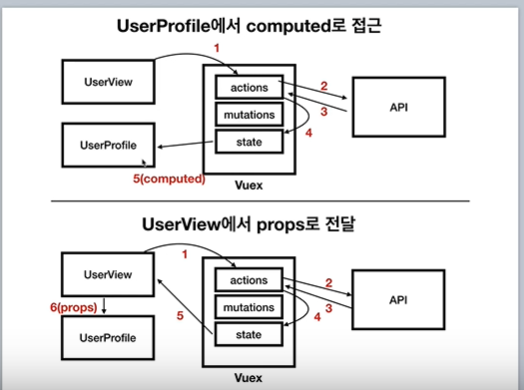 UserProfile에서 computed로 접근
1
UserView
actions
2
API
3
mutations
4
UserProfile
state
5(computed)
Vuex
UserView에서 props로 전달
1
UserView
actions
2
API
3
6(props)
mutations
5
4
UserProfile
state
Vuex